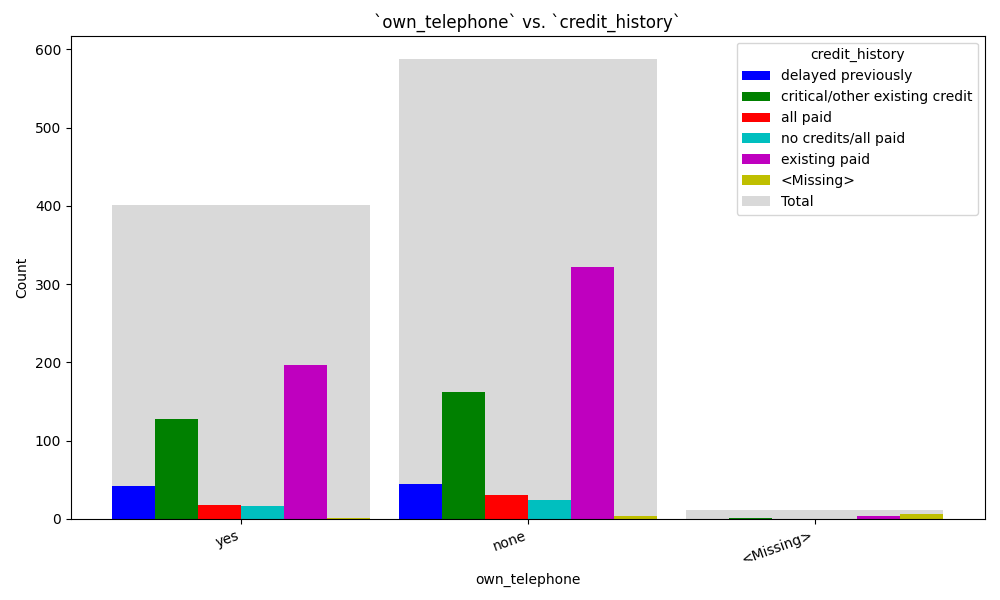 `own_telephone` vs. `credit_history`
credit_history
delayed previously
critical/other existing credit
all paid
no credits/all paid
existing paid
<Missing>
Total
600
500
400
300
200
100
0
Count
yes
none
<Missing>
own_telephone